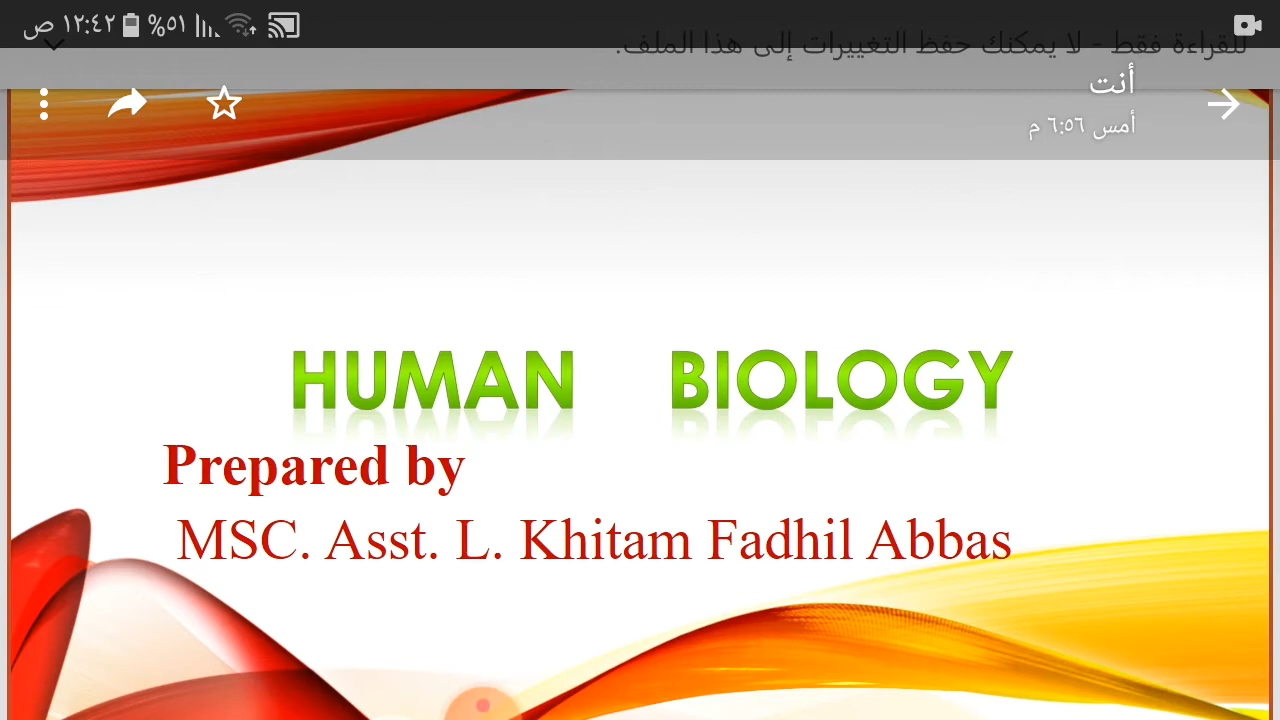 ٥١% ١٢:٤٢ ص
للقراءة فقط - لا يمكنك حفظ التغييرات إلى هذا الملف.
أنت
أمس ٦:٥٦ م
HUMAN BIOLOGY
Prepared by
MSC. Asst. L. Khitam Fadhil Abbas